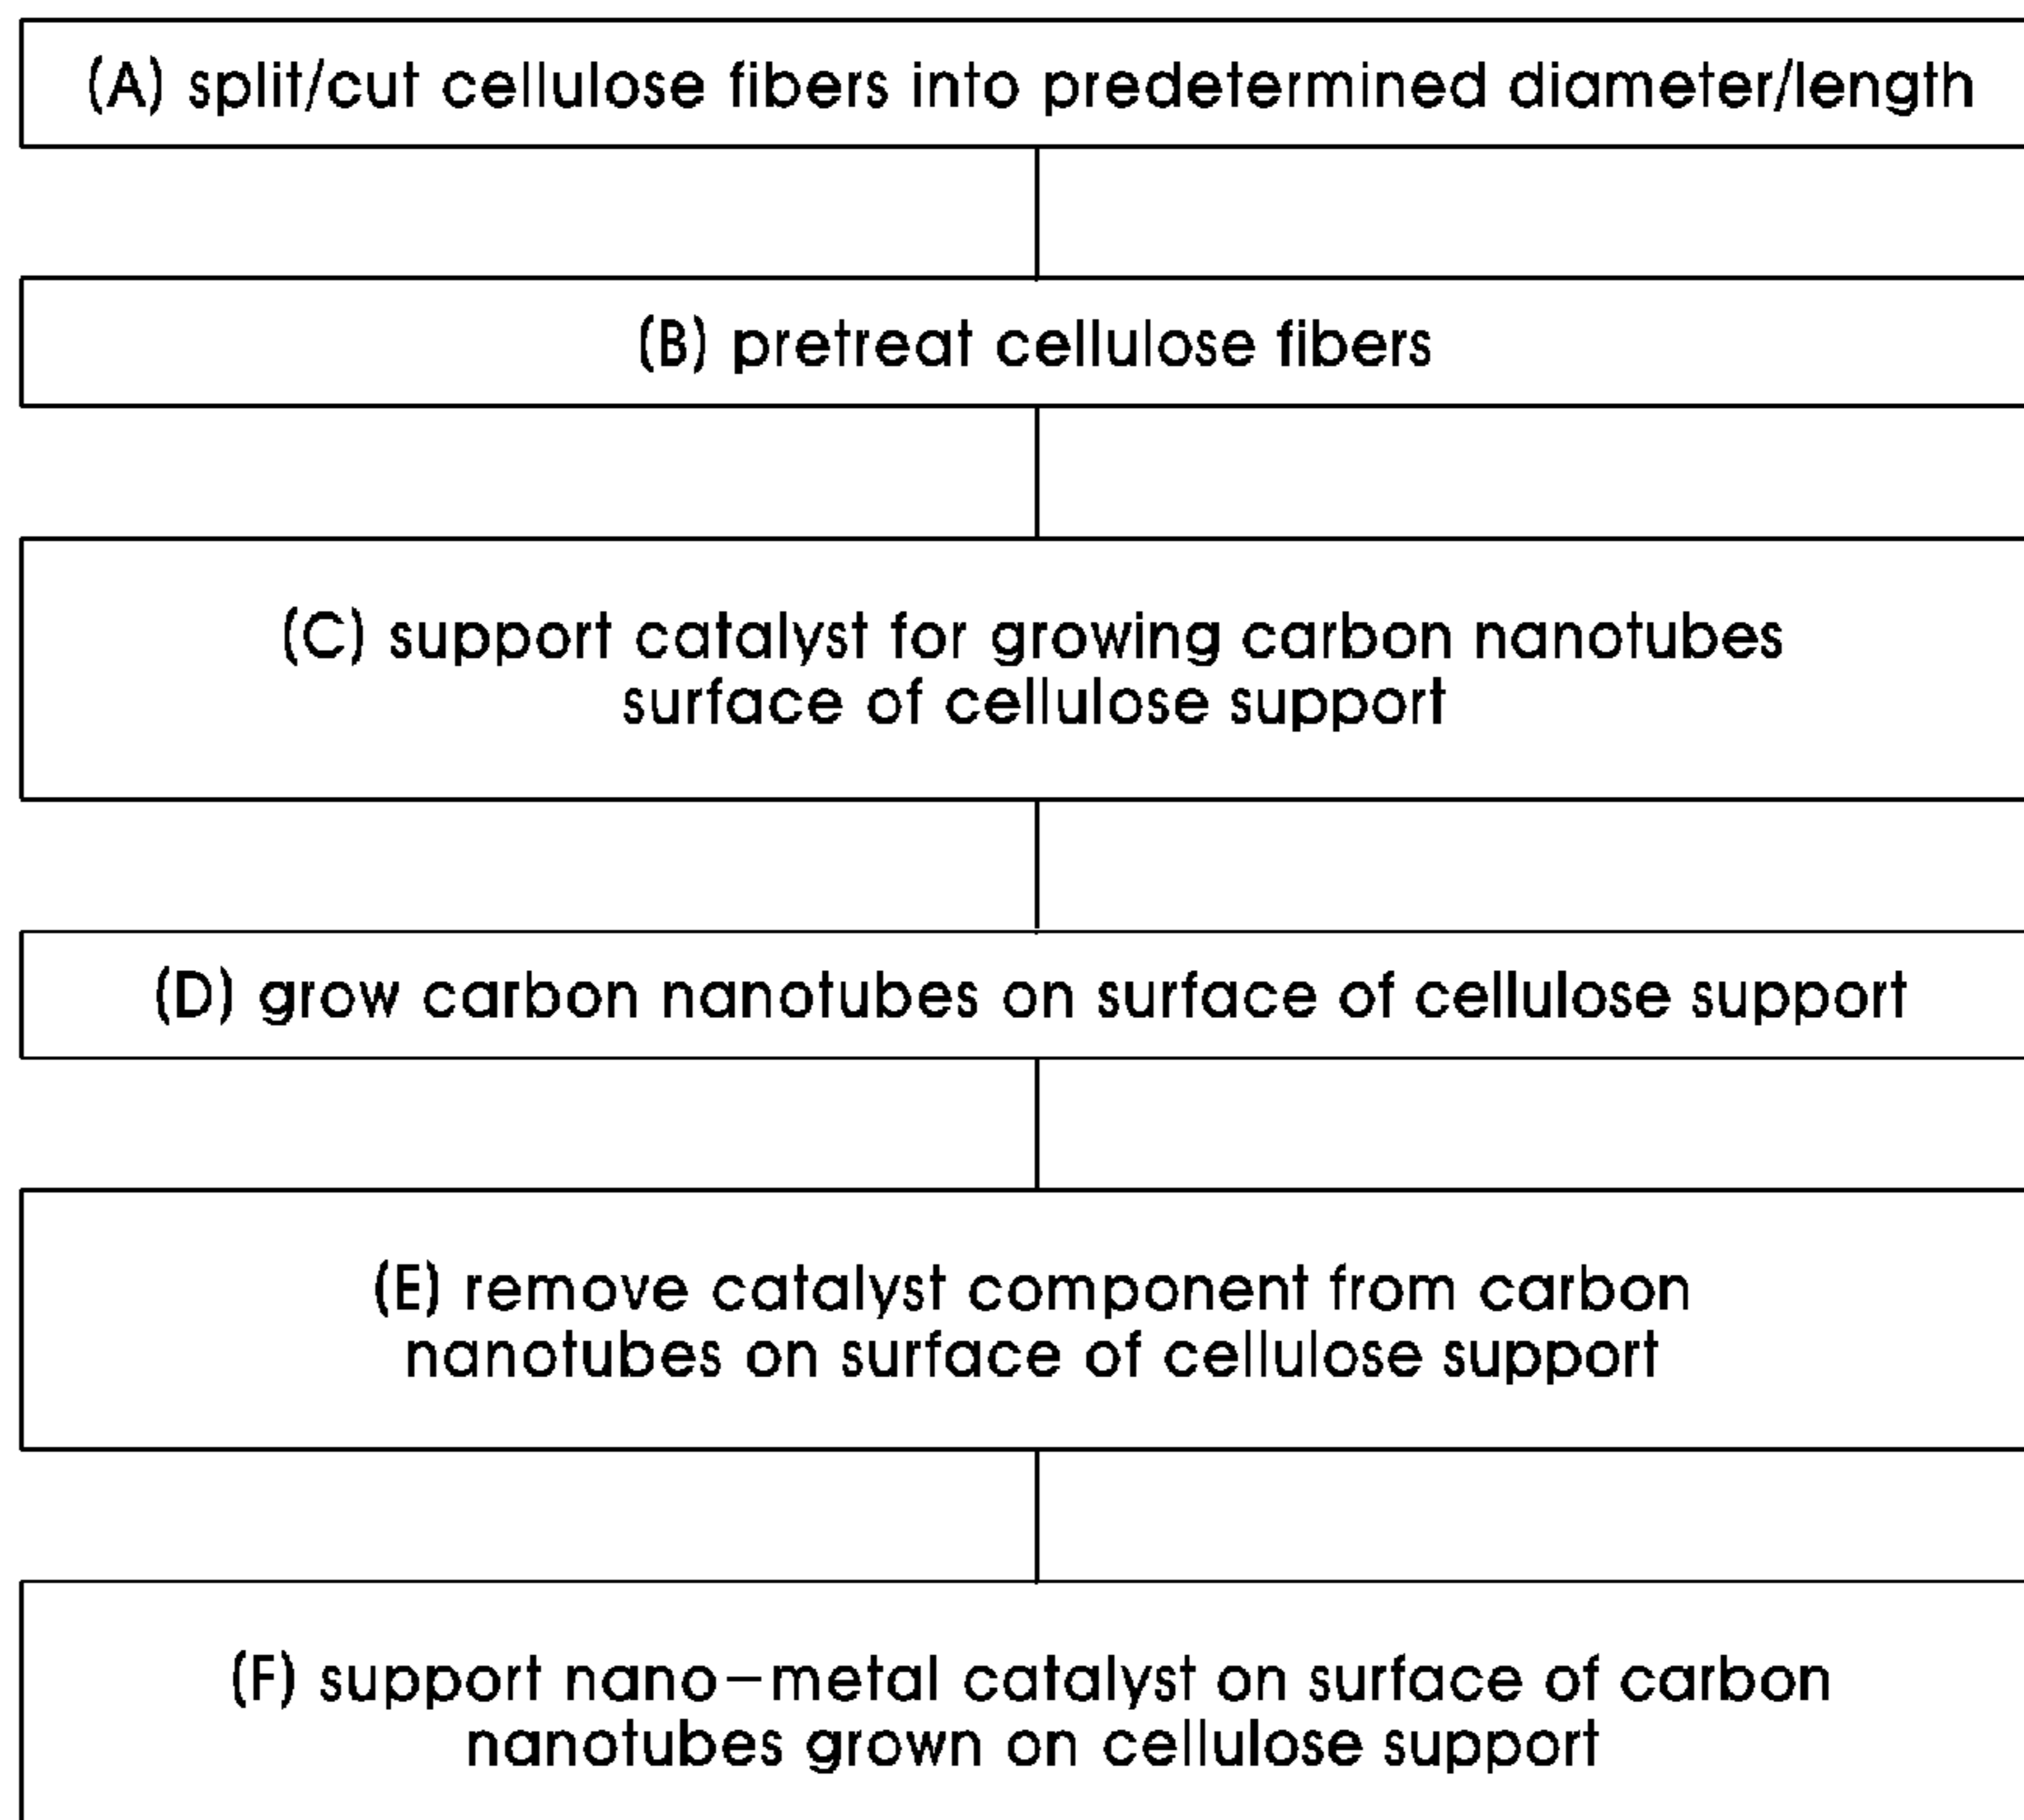 (A) split/cut cellulose fibers into predetermined diameter/length
(B) pretreat cellulose fibers
(C) support catalyst for growing carbon nanotubes
surface of cellulose support
(D) grow carbon nanotubes on surface of cellulose support
(E) remove catalyst component from carbon
nanotubes on surface of cellulose support
(F) support nano-metal catalyst on surface of carbon
nanotubes grown on cellulose support